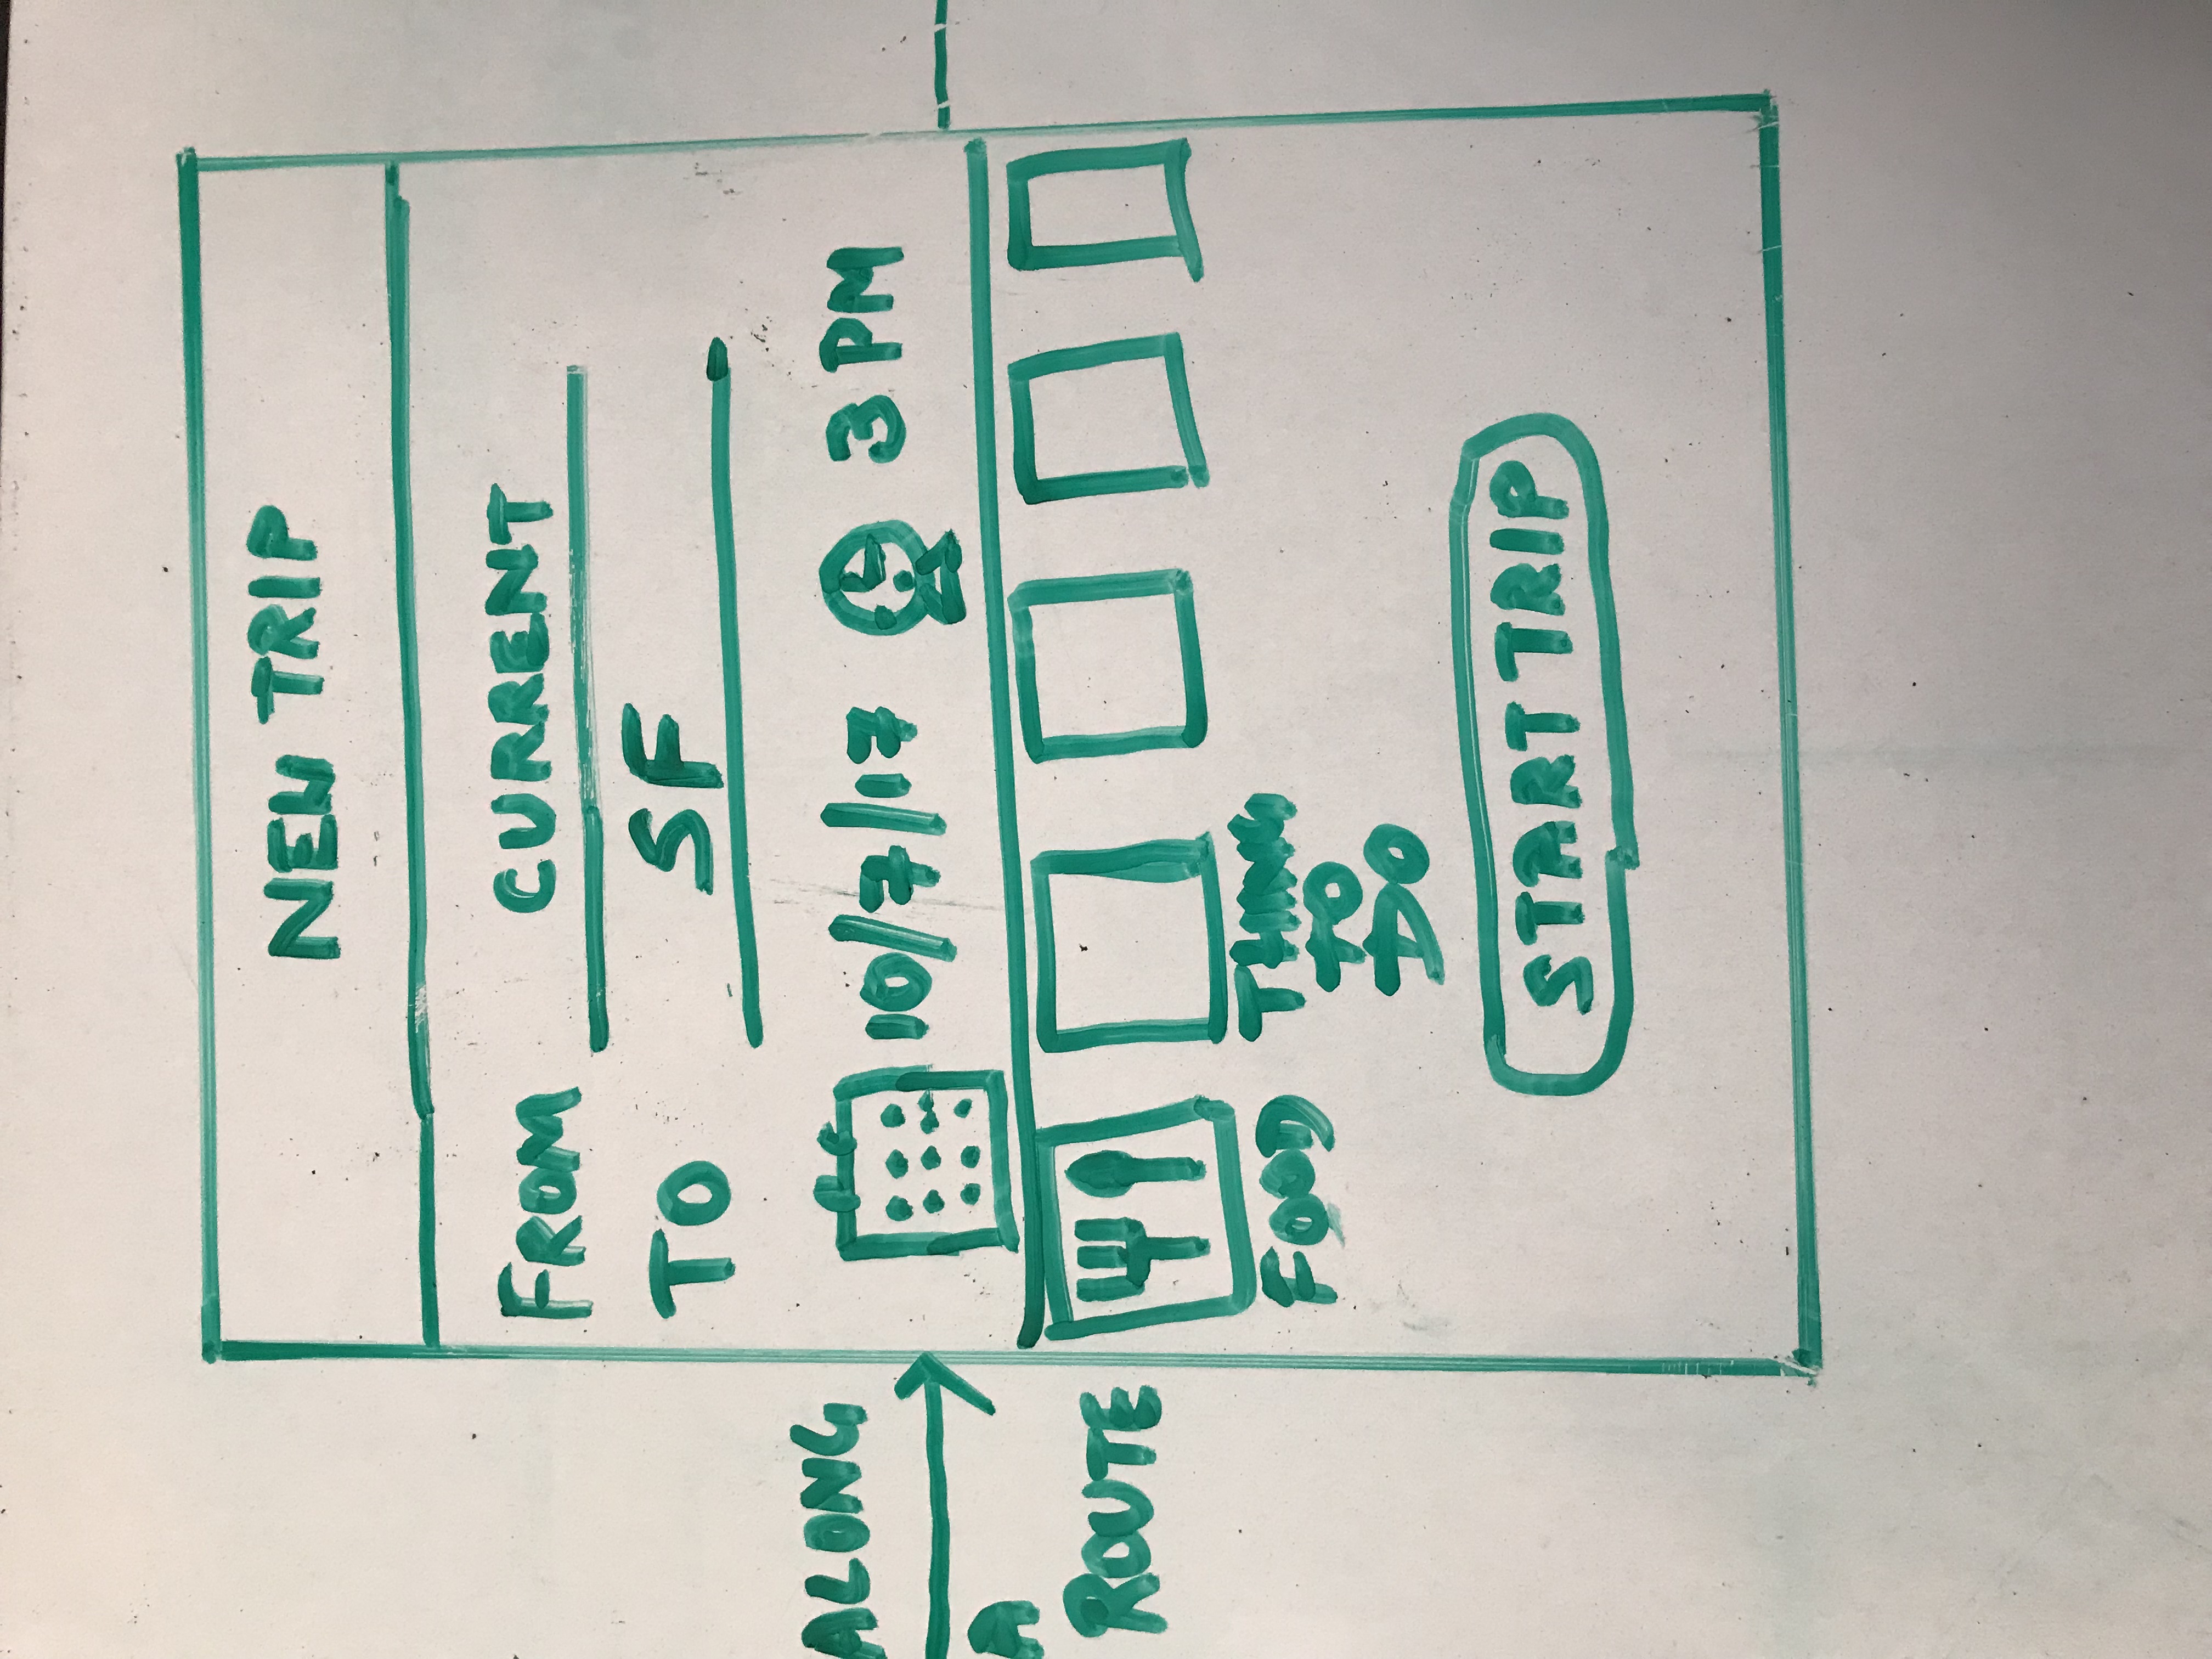 NEW TRIP
FROM CURRENT
TO SF
10/7/17 3 PM
ALONG
A
ROUTE
FOOD
THING
TO
DO
START TRIP